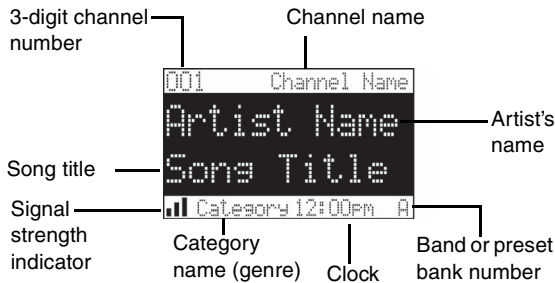 3-digit channel
number
Channel name
001 Channel Name
Artist Name
Artist's
name
Song title
Song Title
Signal
strength
indicator
Category 12:00pm A
Category
name (genre)
Clock
Band or preset
bank number